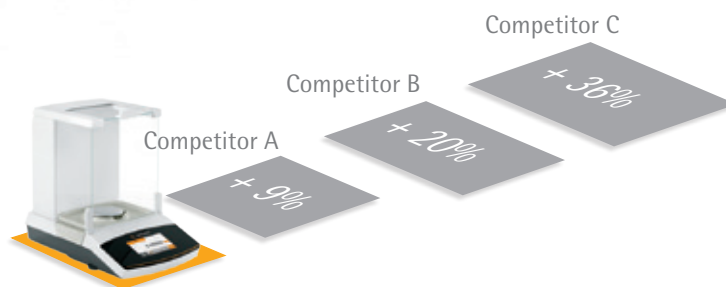 Competitor C
+ 36%
Competitor B
+ 20%
Competitor A
+ 9%